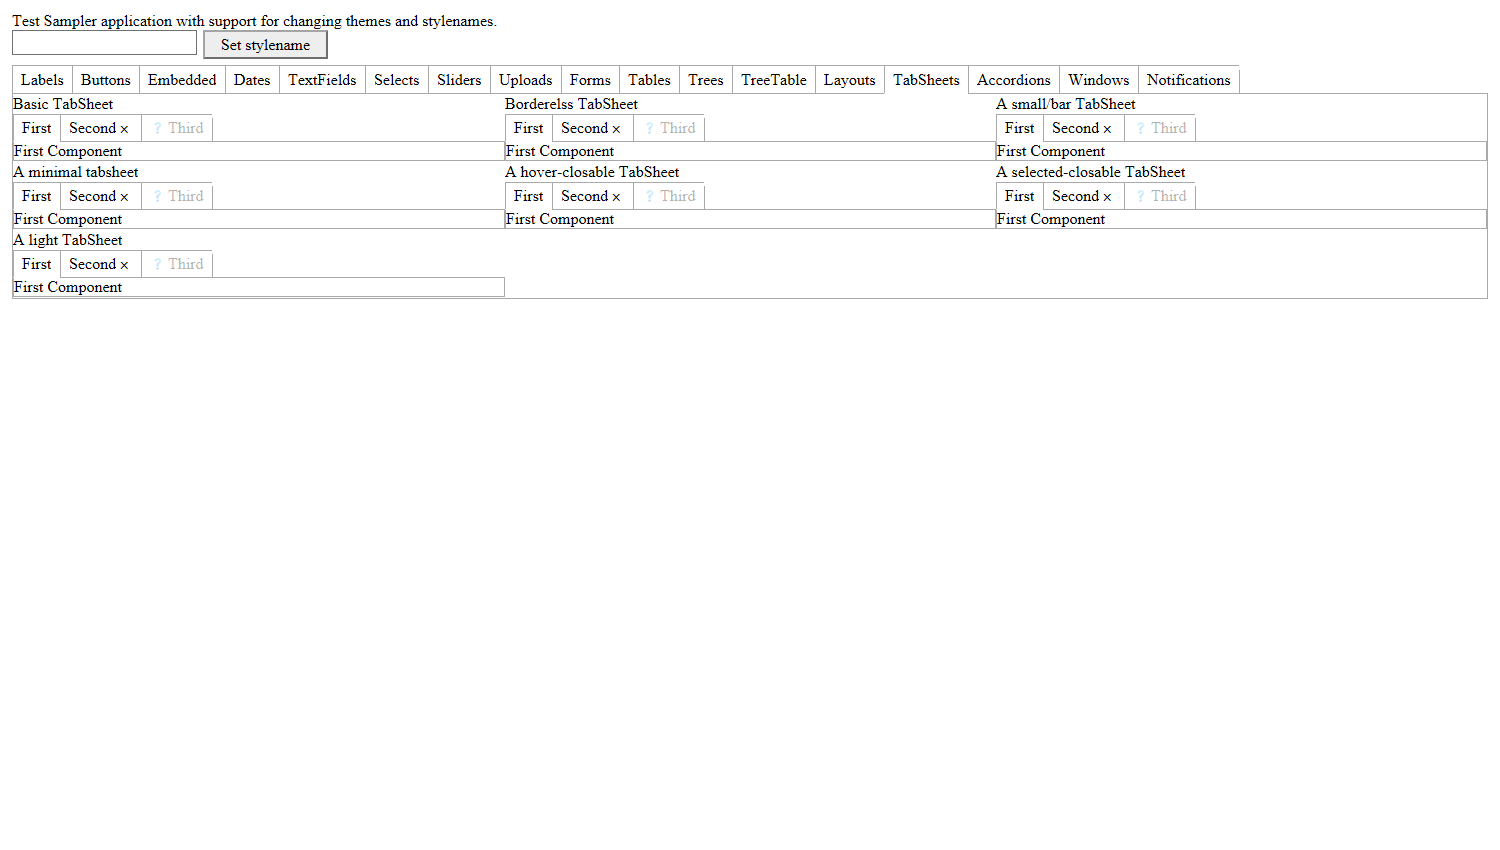 Test Sampler application with support for changing themes and stylenames.
Set stylename
Labels Buttons Embedded Dates TextFields Selects Sliders Uploads Forms Tables Trees TreeTable Layouts TabSheets Accordions Windows Notifications
Basic TabSheet Borderelss TabSheet A small/bar TabSheet
First Second x ? Third First Second x ? Third First Second x ? Third
First Component First Component First Component
A minimal tabsheet A hover-closable TabSheet A selected-closable TabSheet
First Second x ? Third First Second x ? Third First Second x ? Third
First Component First Component First Component
A light TabSheet
First Second x ? Third
First Component